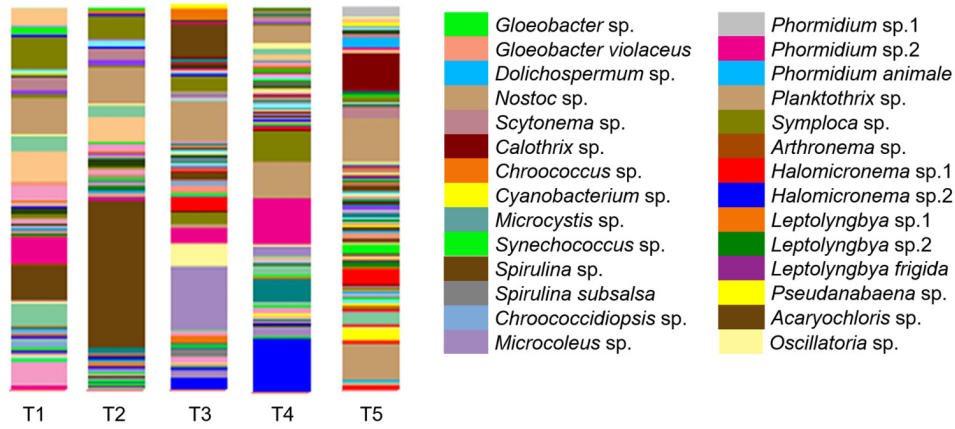 Gloeobacter sp.
Gloeobacter violaceus
Dolichospermum sp.
Nostoc sp.
Scytonema sp.
Calothrix sp.
Chroococcus sp.
Cyanobacterium sp.
Microcystis sp.
Synechococcus sp.
Spirulina sp.
Spirulina subsalsa
Chroococcidiopsis sp.
Microcoleus sp.
Phormidium sp.1
Phormidium sp.2
Phormidium animale
Planktothrix sp.
Symploca sp.
Arthronema sp.
Halomicronema sp.1
Halomicronema sp.2
Leptolyngbya sp.1
Leptolyngbya sp.2
Leptolyngbya frigida
Pseudanabaena sp.
Acaryochloris sp.
Oscillatoria sp.
T1 T2 T3 T4 T5